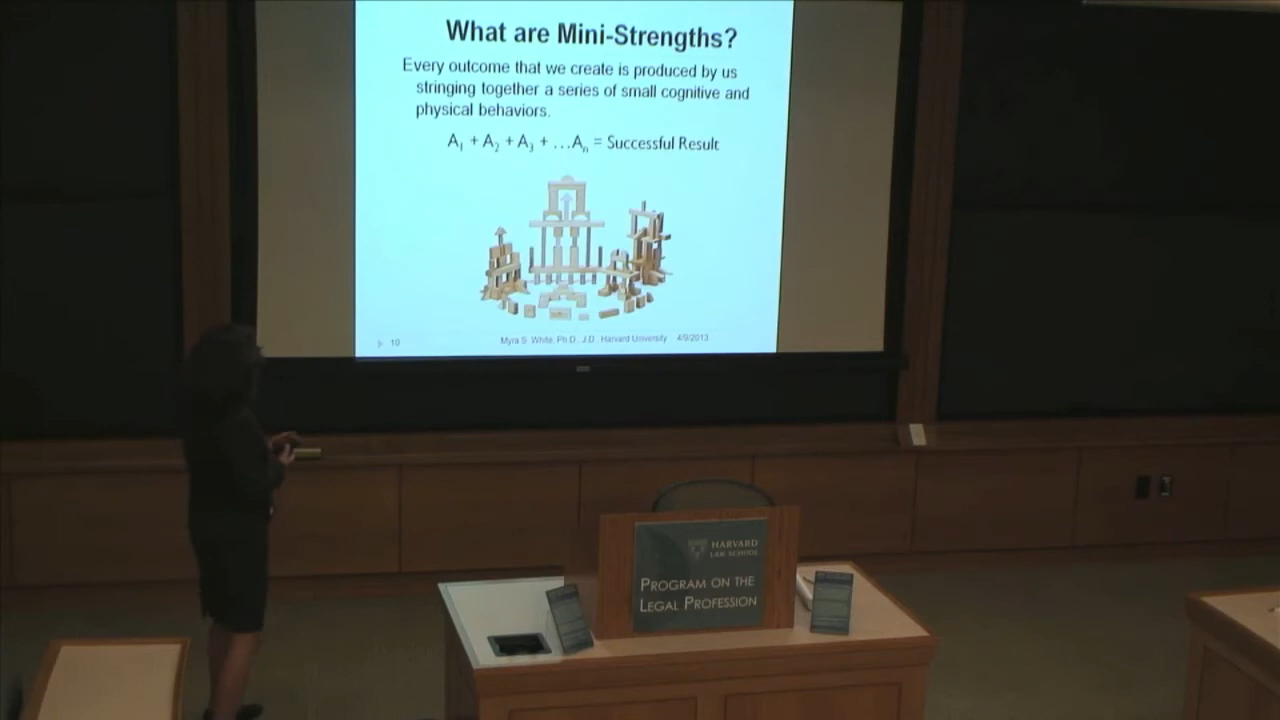 What are Mini-Strengths?
Every outcome that we create is produced by us
stringing together a series of small cognitive and
physical behaviors.
A₁ + A₂ + A₃ + …Aₙ = Successful Result
10
Myra S. White, Ph.D., J.D., Harvard University 4/9/2013
HARVARD
LAW SCHOOL
PROGRAM ON THE
LEGAL PROFESSION